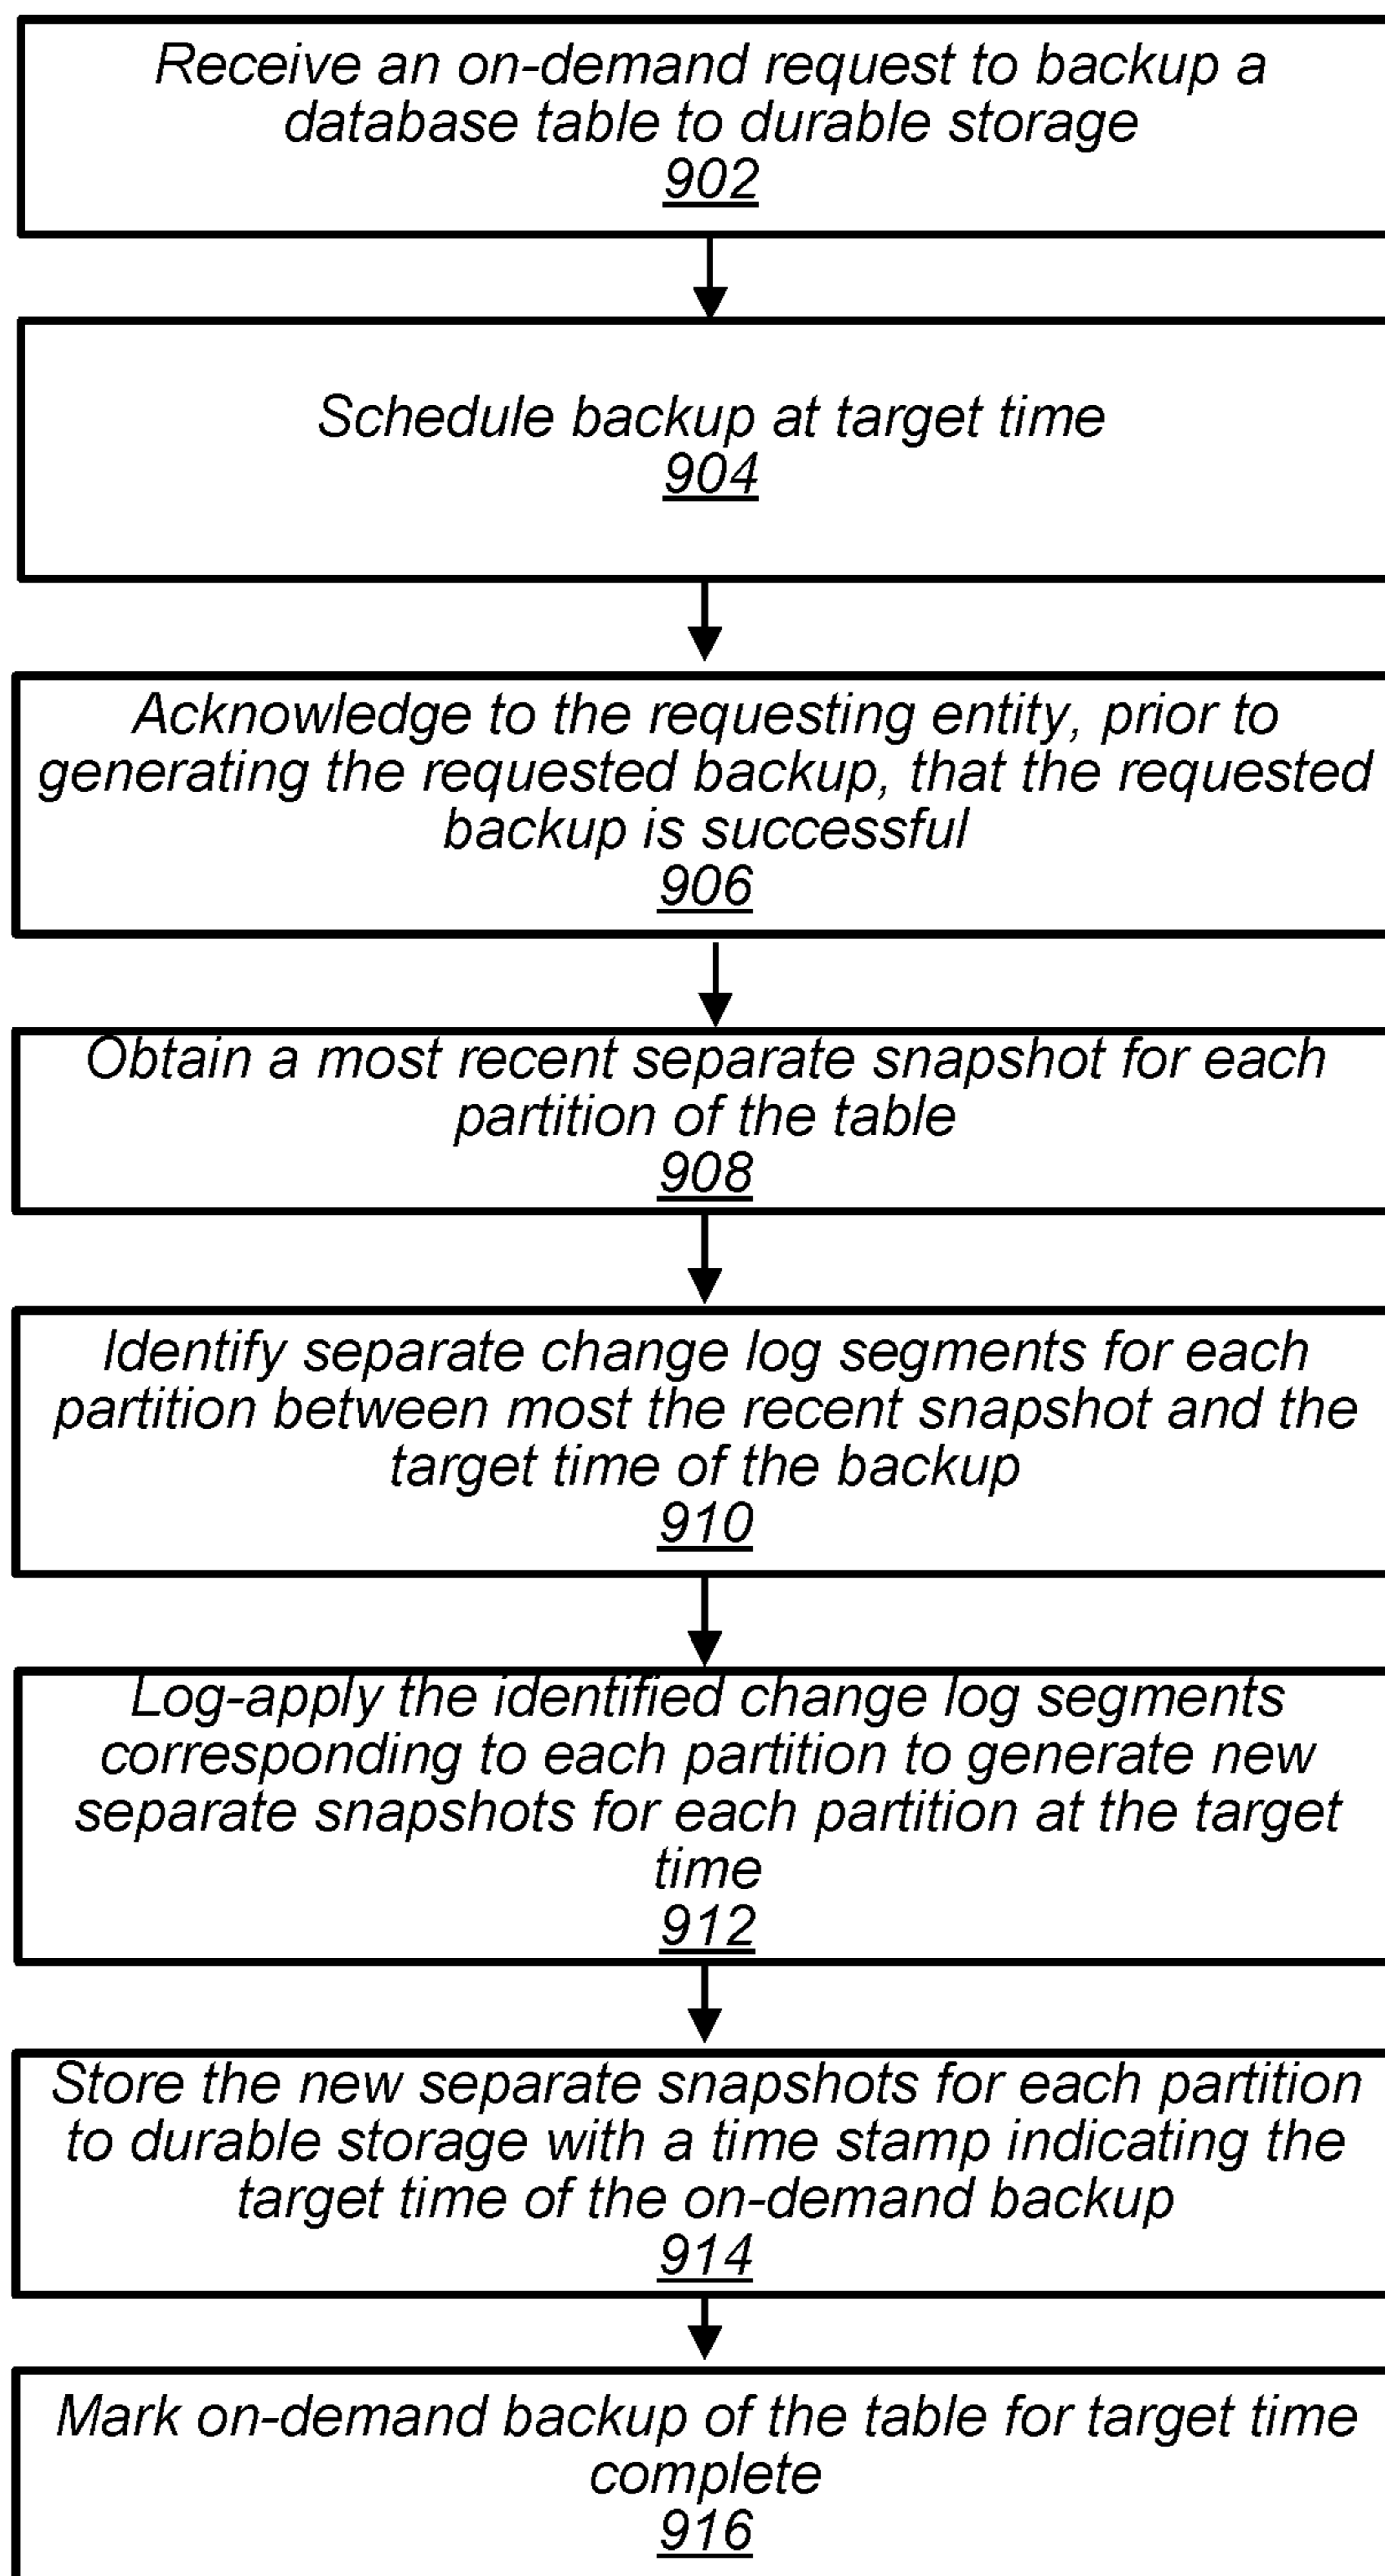 Receive an on-demand request to backup a
database table to durable storage
902
Schedule backup at target time
904
Acknowledge to the requesting entity, prior to
generating the requested backup, that the requested
backup is successful
906
Obtain a most recent separate snapshot for each
partition of the table
908
Identify separate change log segments for each
partition between most the recent snapshot and the
target time of the backup
910
Log-apply the identified change log segments
corresponding to each partition to generate new
separate snapshots for each partition at the target
time
912
Store the new separate snapshots for each partition
to durable storage with a time stamp indicating the
target time of the on-demand backup
914
Mark on-demand backup of the table for target time
complete
916